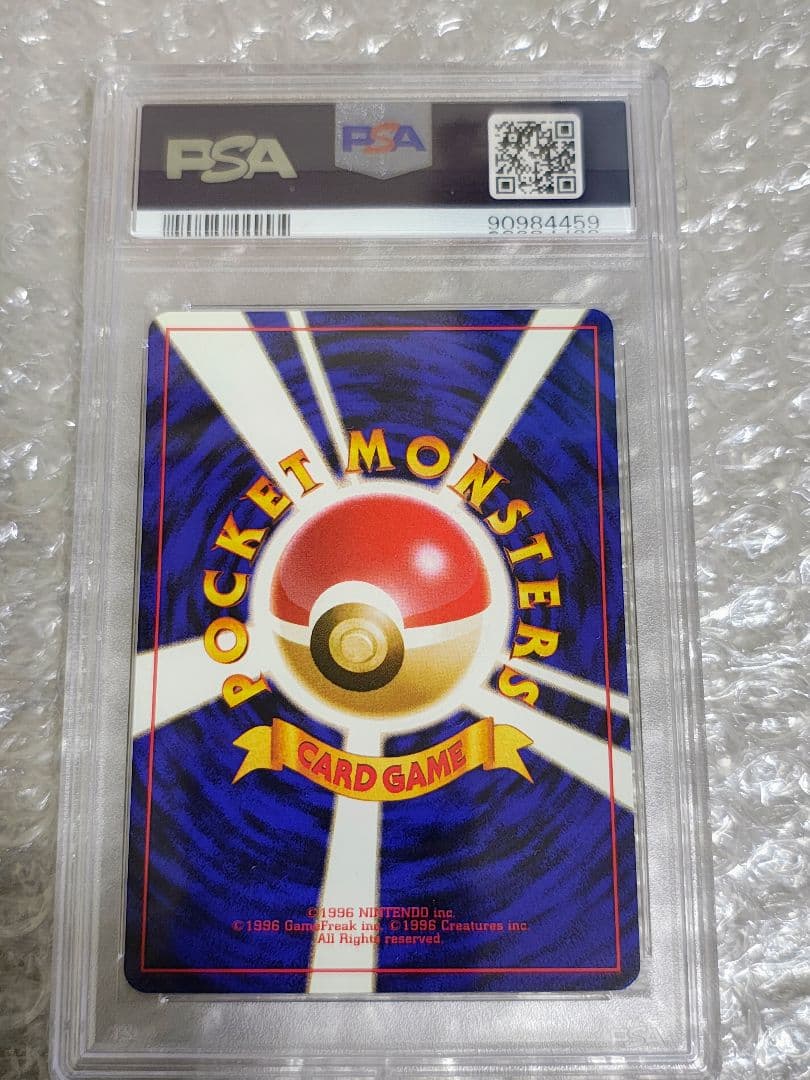 PSA
PSA
90984459
POCKET MONSTERS
CARD GAME
©1996 NINTENDO inc.
©1996 GameFreak inc. ©1996 Creatures inc.
All Rights reserved.
PSA